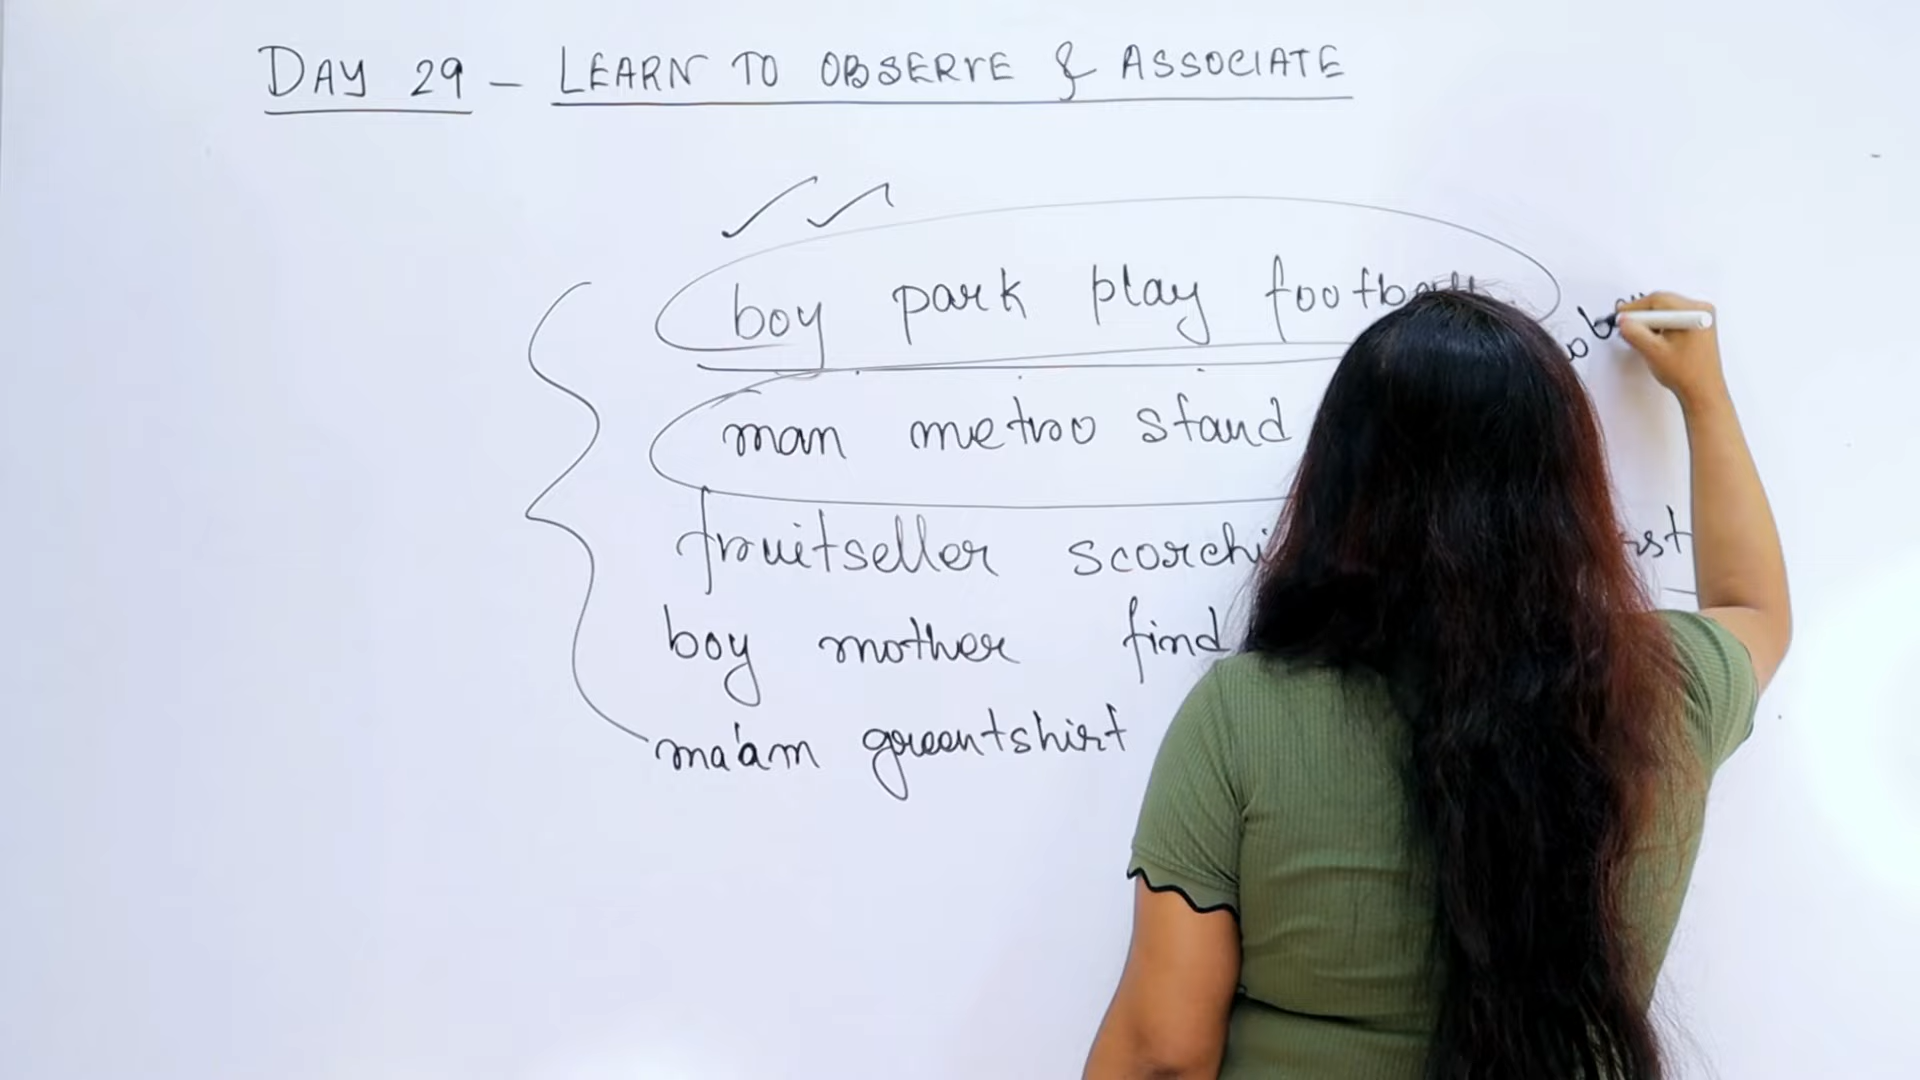 DAY 29 - LEARN TO OBSERVE & ASSOCIATE
boy park play football
man metro stand
fruitseller
boy mother find
ma'am greentshirt